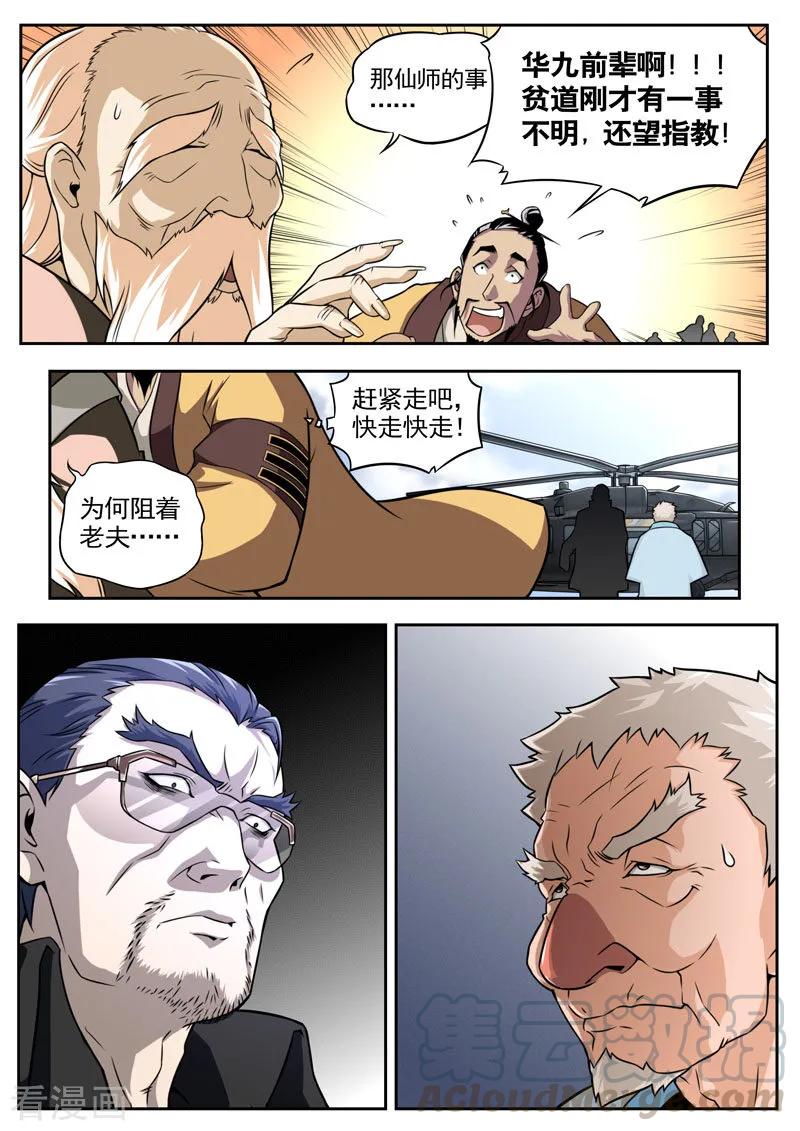 那仙师的事
……
华九前辈啊！！！
贫道刚才有一事
不明，还望指教！
赶紧走吧，
快走快走！
为何阻着
老夫……
集云数据
ACloudMerge.com
看漫画